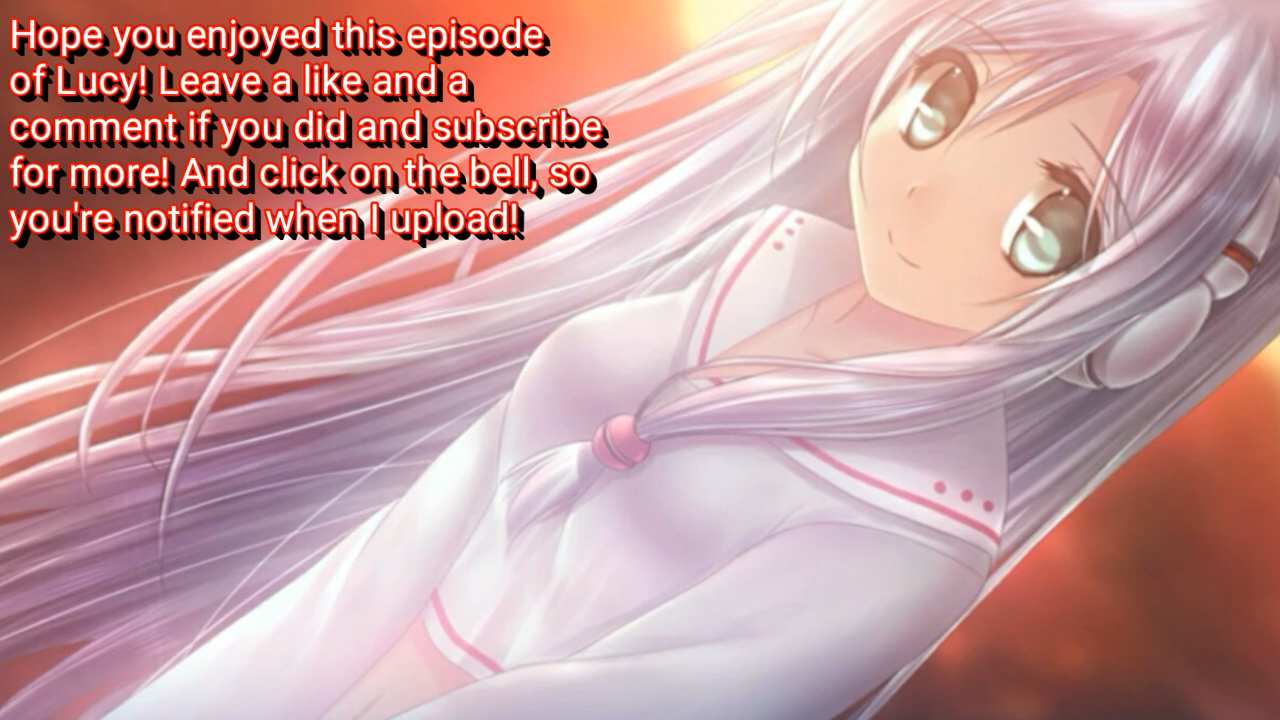 Hope you enjoyed this episode
of Lucy! Leave a like and a
comment if you did and subscribe
for more! And click on the bell, so
you're notified when I upload!